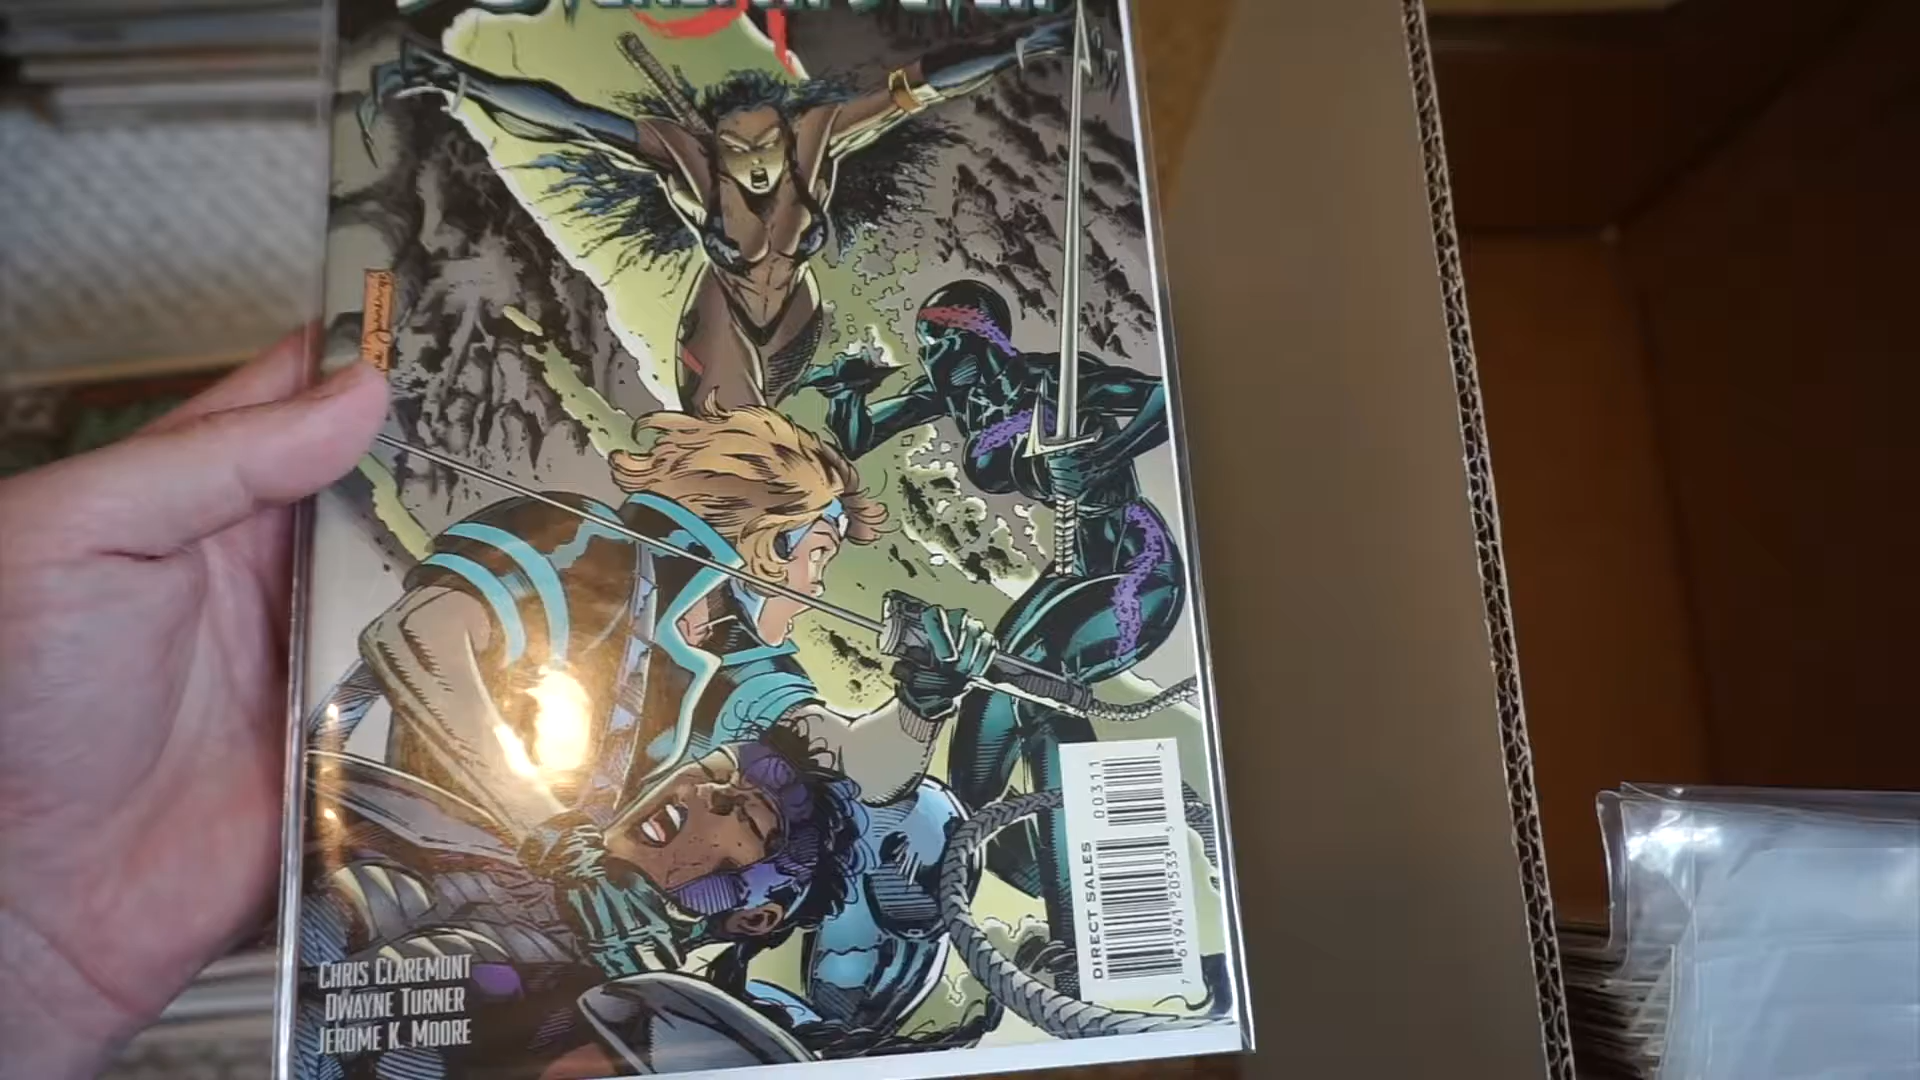 CHRIS CLAREMONT
DWAYNE TURNER
JEROME K. MOORE
DIRECT SALES
00311
7 61941 20533 5